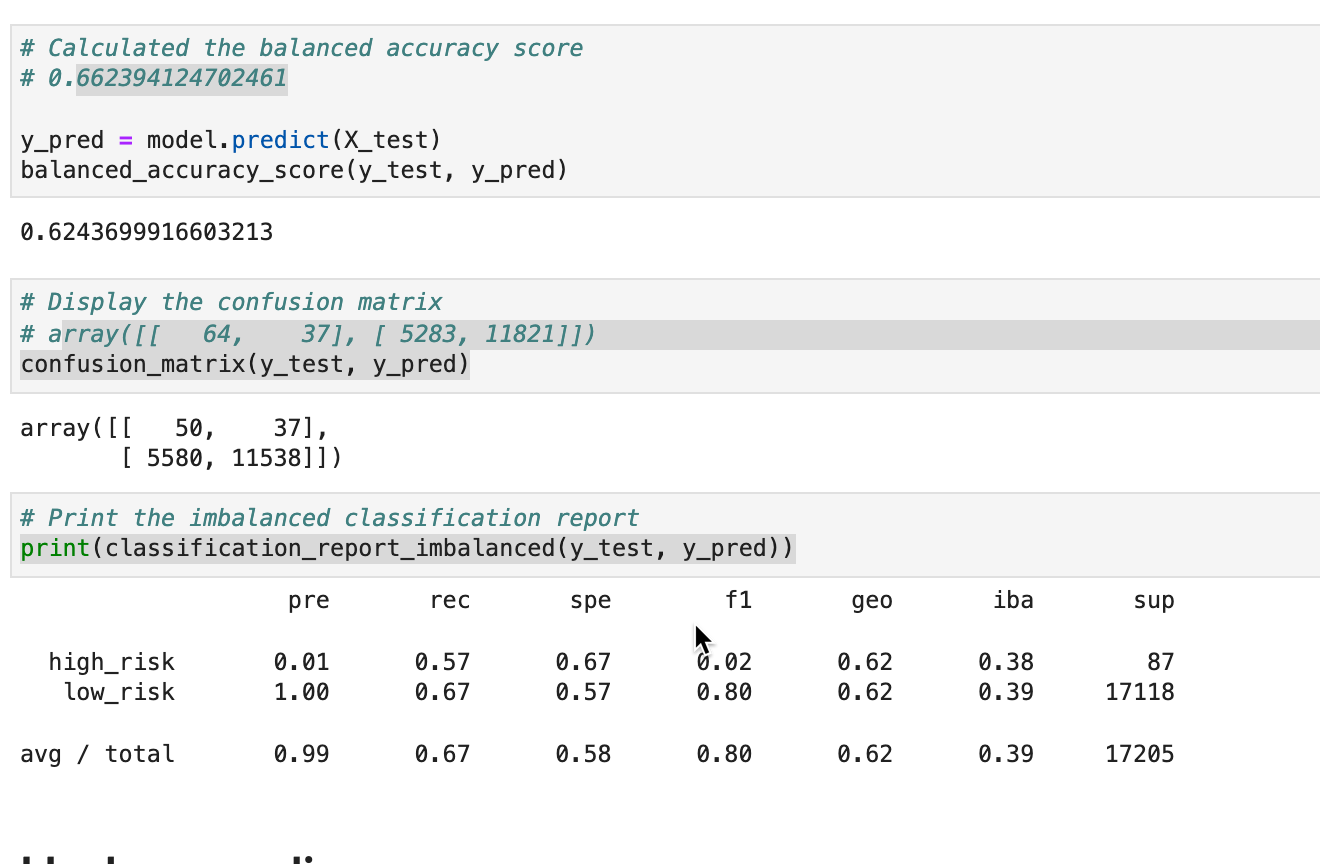 # Calculated the balanced accuracy score
# 0.662394124702461
y_pred = model.predict(X_test)
balanced_accuracy_score(y_test, y_pred)
0.6243699916603213
# Display the confusion matrix
# array([[   64,    37], [ 5283, 11821]])
confusion_matrix(y_test, y_pred)
array([[   50,    37],
       [ 5580, 11538]])
# Print the imbalanced classification report
print(classification_report_imbalanced(y_test, y_pred))
                   pre       rec       spe        f1       geo       iba       sup
  high_risk       0.01      0.57      0.67      0.02      0.62      0.38        87
   low_risk       1.00      0.67      0.57      0.80      0.62      0.39     17118
avg / total       0.99      0.67      0.58      0.80      0.62      0.39     17205